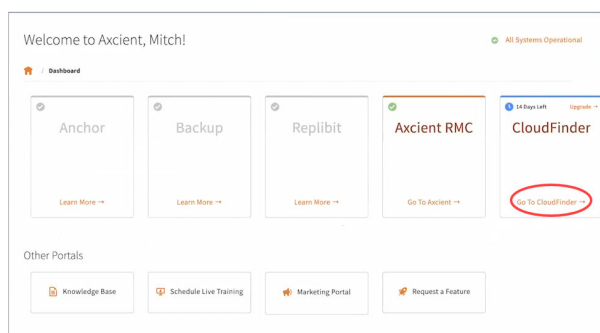 Welcome to Axcient, Mitch!
All Systems Operational
/ Dashboard
14 Days Left Upgrade →
Anchor Backup Replibit Axcient RMC CloudFinder
Learn More → Learn More → Learn More → Go To Axcient → Go To CloudFinder →
Other Portals
Knowledge Base Schedule Live Training Marketing Portal Request a Feature